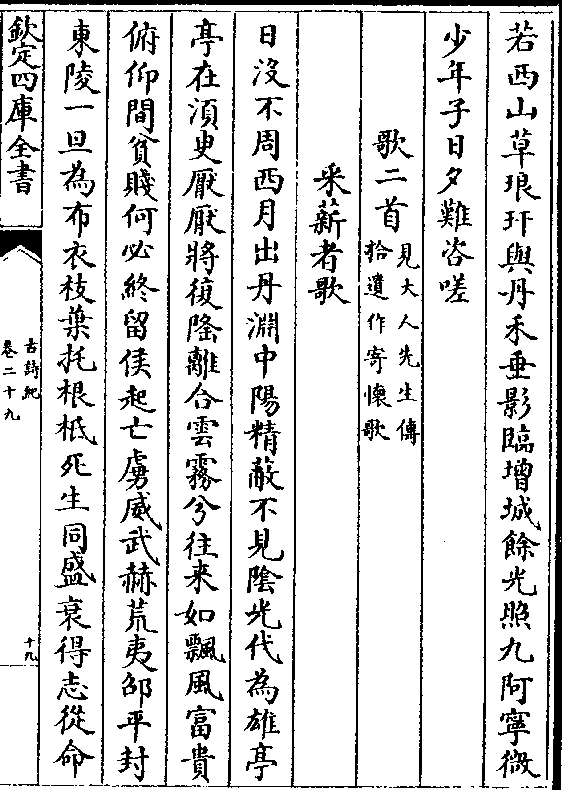 若西山草琅玕與丹禾垂影臨增城餘光照九阿寧微
少年子日夕難咨嗟
歌二首見大人先生傳
拾遺作寄懷歌
采薪者歌
日没不周西月出丹淵中陽精蔽不見隂光代為雄亭
亭在湏史厭厭將復隆離合雲霧兮往来如飄風富貴
俯仰間貧賤何必終留侯起亡虜威武赫荒夷邵平封
東陵一旦為布衣枝葉托根柢死生同盛衰得志從命
欽定四庫全書
古詩紀
卷二十九
十九